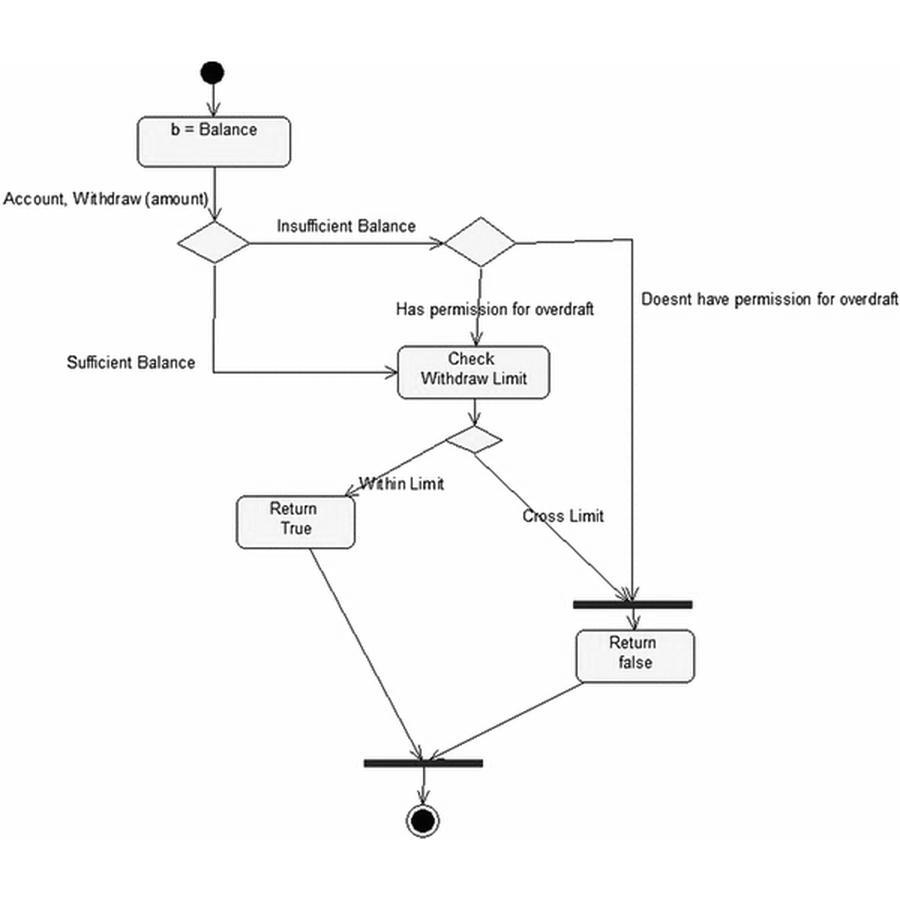 b = Balance
Account, Withdraw (amount)
Insufficient Balance
Doesnt have permission for overdraft
Has permission for overdraft
Sufficient Balance
Check
Withdraw Limit
Within Limit
Cross Limit
Return
True
Return
false